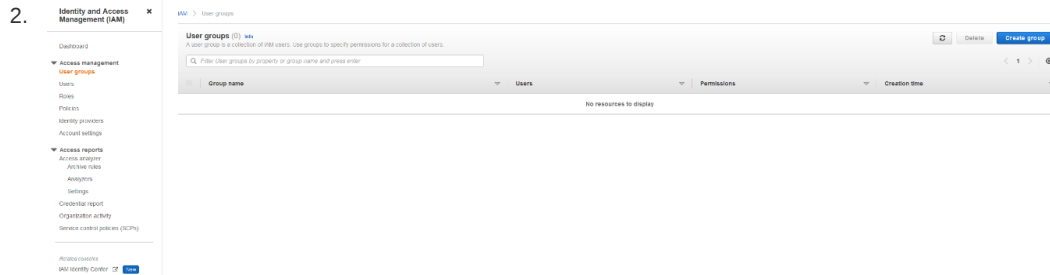 2.
Identity and Access
Management (IAM)
Dashboard
Access management
User groups
Users
Roles
Policies
Identity providers
Account settings
Access reports
Access analyzer
Archive rules
Analyzers
Settings
Credential report
Organization activity
Service control policies (SCPs)
Related consoles
IAM Identity Center New
IAM > User groups
User groups (0) Info
A user group is a collection of IAM users. Use groups to specify permissions for a collection of users.
Delete Create group
Filter User groups by property or group name and press enter
< 1 >
Group name Users Permissions Creation time
No resources to display